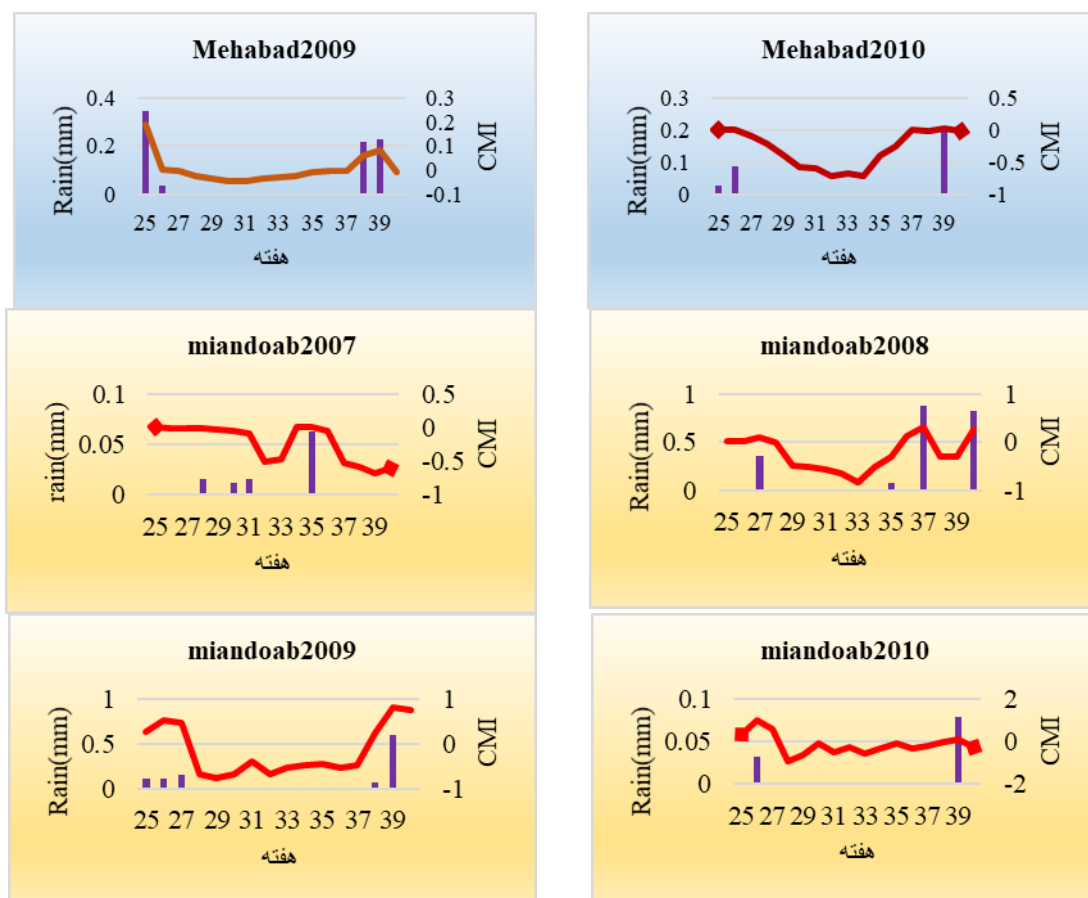 Mehabad2009
Rain(mm)
0.4
0.2
0
0.3
0.2
0.1
0
-0.1
CMI
25 27 29 31 33 35 37 39
هفته
Mehabad2010
Rain(mm)
0.3
0.2
0.1
0
0.5
0
-0.5
-1
CMI
25 27 29 31 33 35 37 39
هفته
miandoab2007
rain(mm)
0.1
0.05
0
0.5
0
-0.5
-1
CMI
25 27 29 31 33 35 37 39
هفته
miandoab2008
Rain(mm)
1
0.5
0
1
0
-1
CMI
25 27 29 31 33 35 37 39
هفته
miandoab2009
Rain(mm)
1
0.5
0
1
0
-1
CMI
25 27 29 31 33 35 37 39
هفته
miandoab2010
Rain(mm)
0.1
0.05
0
2
0
-2
CMI
25 27 29 31 33 35 37 39
هفته